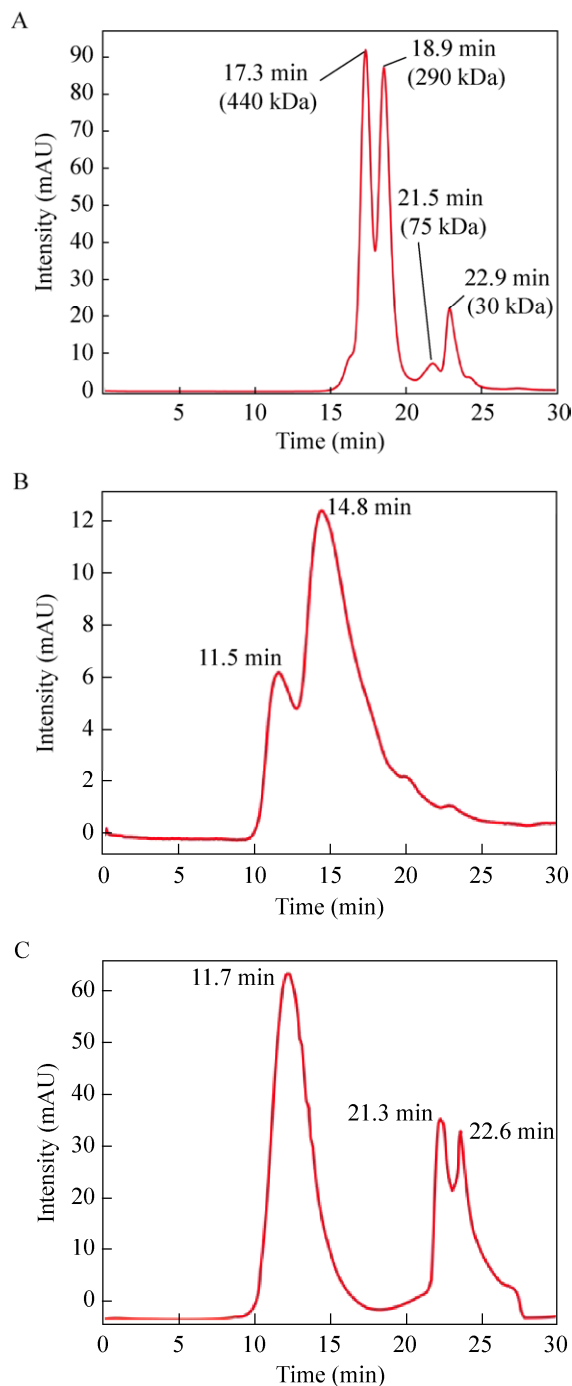 A
17.3 min
(440 kDa)
18.9 min
(290 kDa)
21.5 min
(75 kDa)
22.9 min
(30 kDa)
90
80
70
60
50
40
30
20
10
0
Intensity (mAU)
5 10 15 20 25 30
Time (min)
B
14.8 min
11.5 min
12
10
8
6
4
2
0
Intensity (mAU)
0 5 10 15 20 25 30
Time (min)
C
11.7 min
21.3 min
22.6 min
60
50
40
30
20
10
0
Intensity (mAU)
0 5 10 15 20 25 30
Time (min)